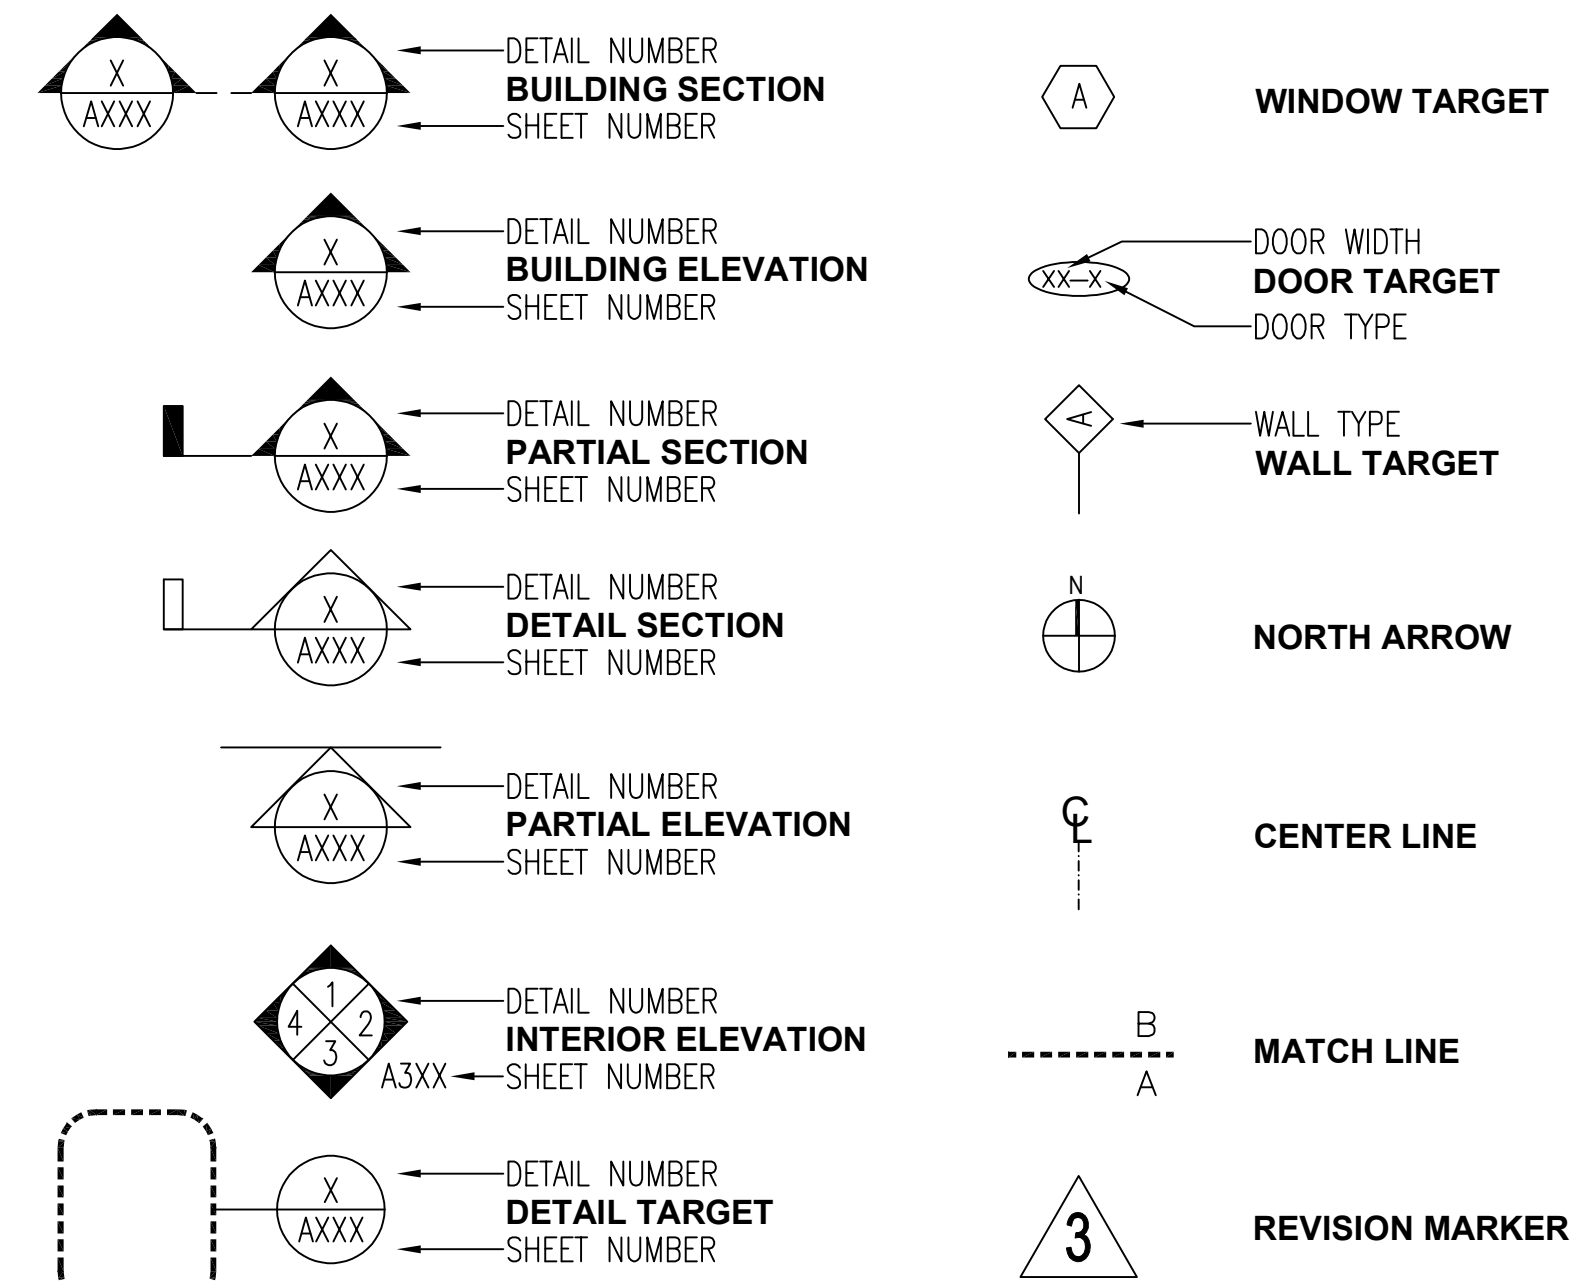 X
AXXX
X
AXXX
DETAIL NUMBER
BUILDING SECTION
SHEET NUMBER
X
AXXX
DETAIL NUMBER
BUILDING ELEVATION
SHEET NUMBER
X
AXXX
DETAIL NUMBER
PARTIAL SECTION
SHEET NUMBER
X
AXXX
DETAIL NUMBER
DETAIL SECTION
SHEET NUMBER
X
AXXX
DETAIL NUMBER
PARTIAL ELEVATION
SHEET NUMBER
1
4 2
3
A3XX
DETAIL NUMBER
INTERIOR ELEVATION
SHEET NUMBER
X
AXXX
DETAIL NUMBER
DETAIL TARGET
SHEET NUMBER
A
WINDOW TARGET
XX-X
DOOR WIDTH
DOOR TARGET
DOOR TYPE
A
WALL TYPE
WALL TARGET
N
NORTH ARROW
℄
CENTER LINE
B
A
MATCH LINE
3
REVISION MARKER